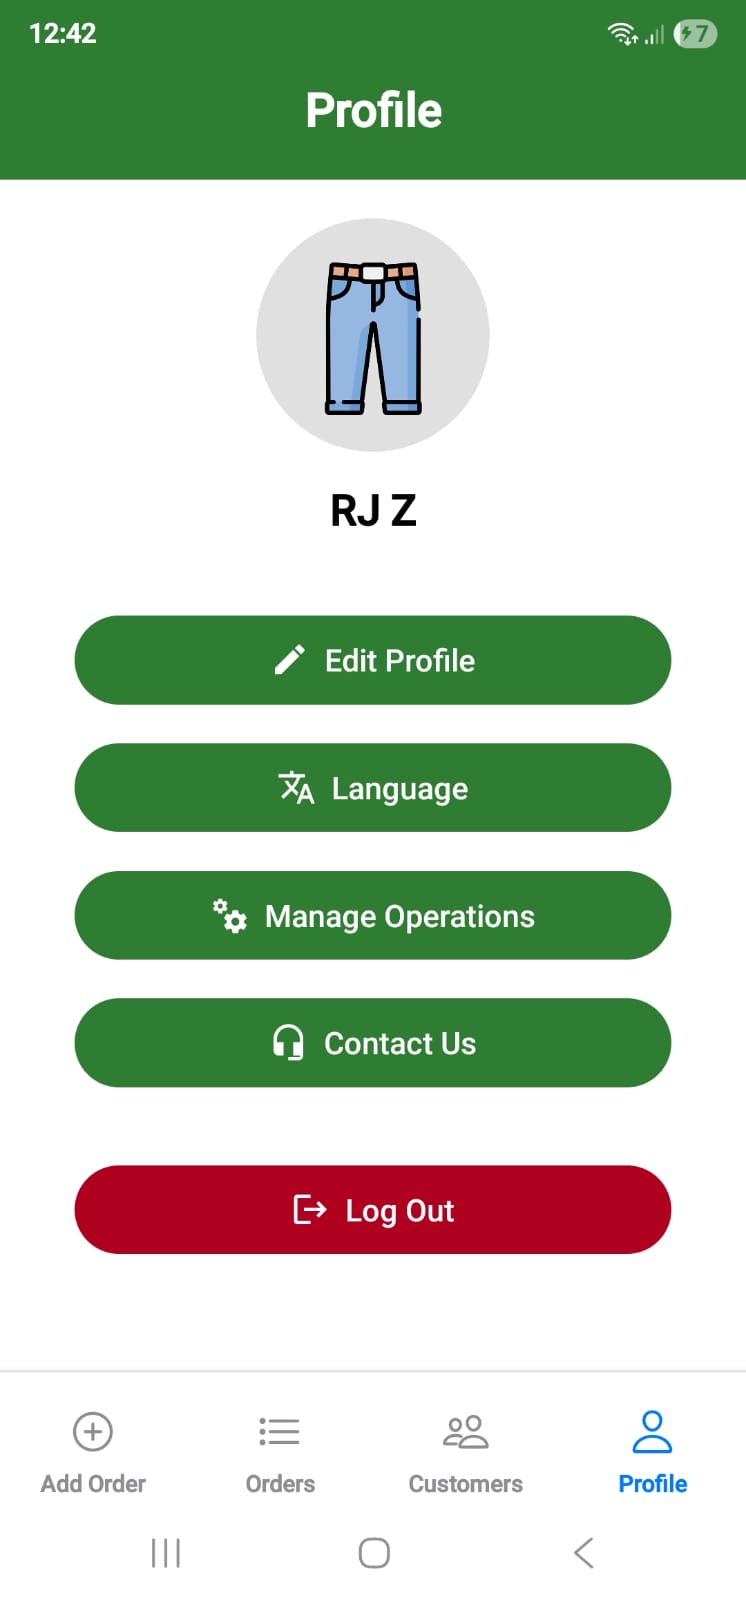 12:42
7
Profile
RJ Z
Edit Profile
Language
Manage Operations
Contact Us
Log Out
Add Order
Orders
Customers
Profile